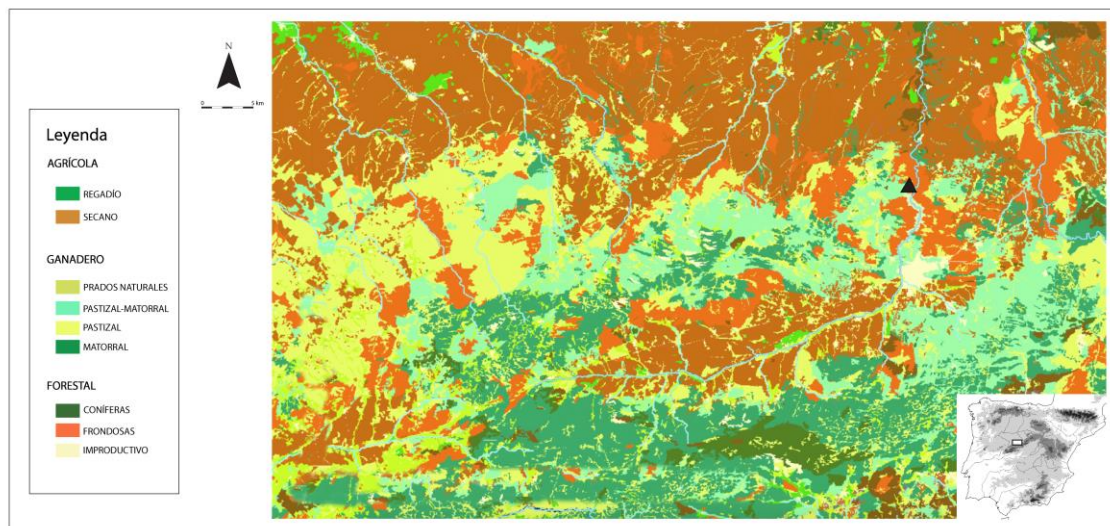 N
0
5 km
Leyenda
AGRÍCOLA
REGADÍO
SECANO
GANADERO
PRADOS NATURALES
PASTIZAL-MATORRAL
PASTIZAL
MATORRAL
FORESTAL
CONÍFERAS
FRONDOSAS
IMPRODUCTIVO